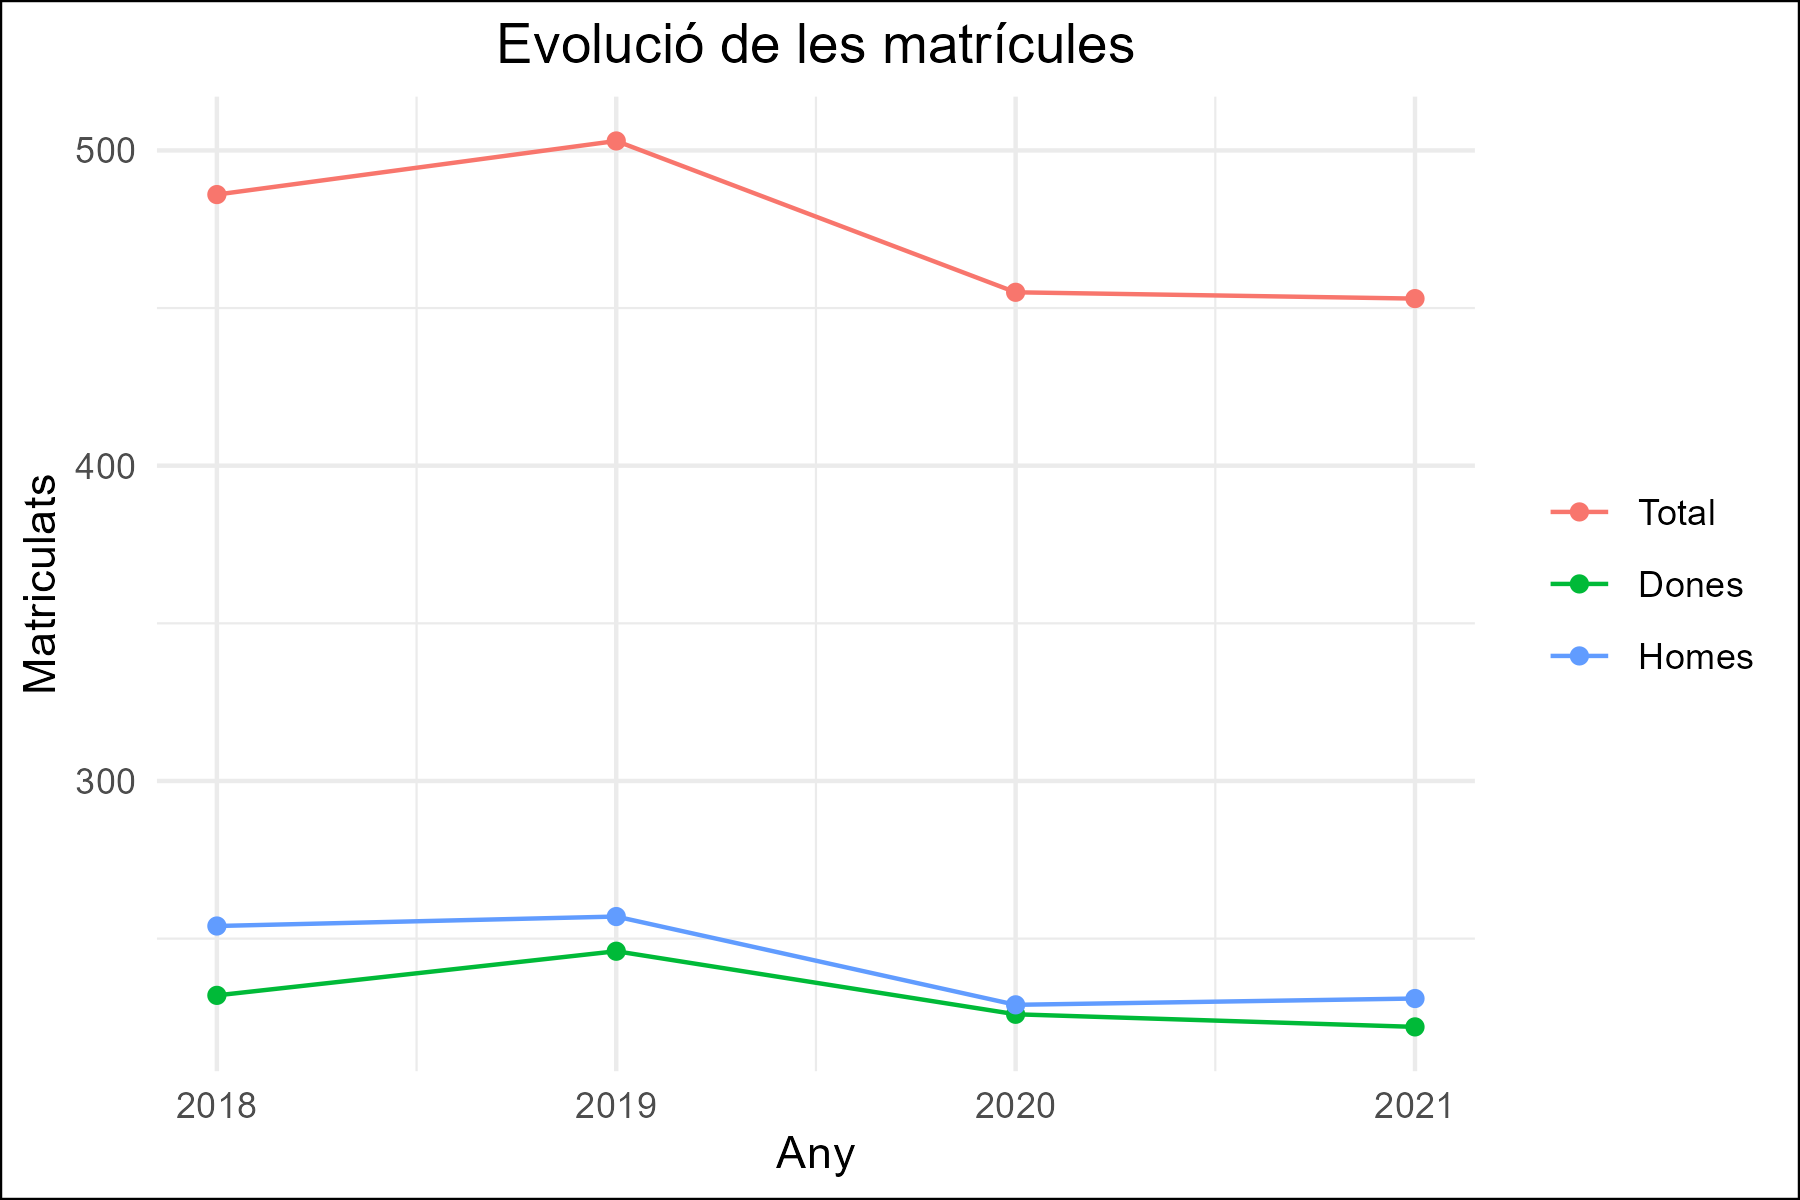 Evolució de les matrícules
500
400
300
Matriculats
2018
2019
2020
2021
Any
Total
Dones
Homes